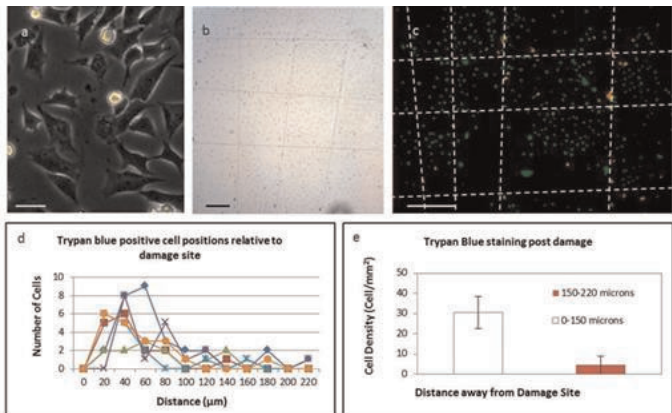 a
b
c
d
Trypan blue positive cell positions relative to
damage site
Number of Cells
10
8
6
4
2
0
0 20 40 60 80 100 120 140 160 180 200 220
Distance (µm)
e
Trypan Blue staining post damage
Cell Density (Cell/mm²)
50
40
30
20
10
0
150-220 microns
0-150 microns
Distance away from Damage Site